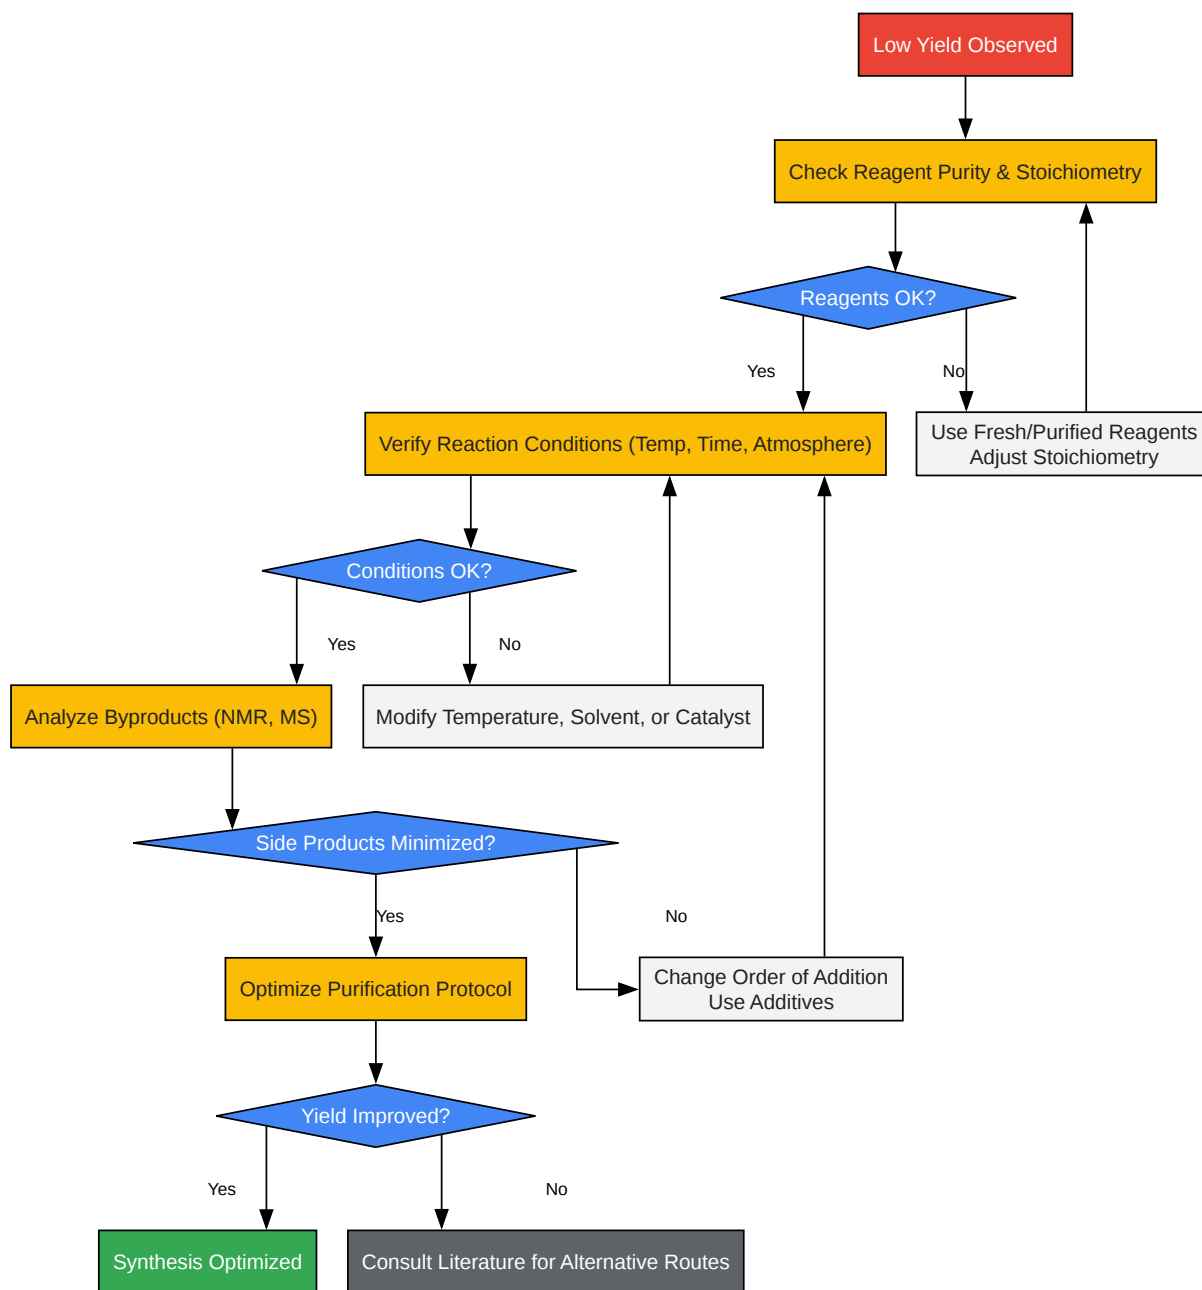 Low Yield Observed
Check Reagent Purity & Stoichiometry
Reagents OK?
Yes
No
Verify Reaction Conditions (Temp, Time, Atmosphere)
Use Fresh/Purified Reagents
Adjust Stoichiometry
Conditions OK?
Yes
No
Analyze Byproducts (NMR, MS)
Modify Temperature, Solvent, or Catalyst
Side Products Minimized?
Yes
No
Optimize Purification Protocol
Change Order of Addition
Use Additives
Yield Improved?
Yes
No
Synthesis Optimized
Consult Literature for Alternative Routes